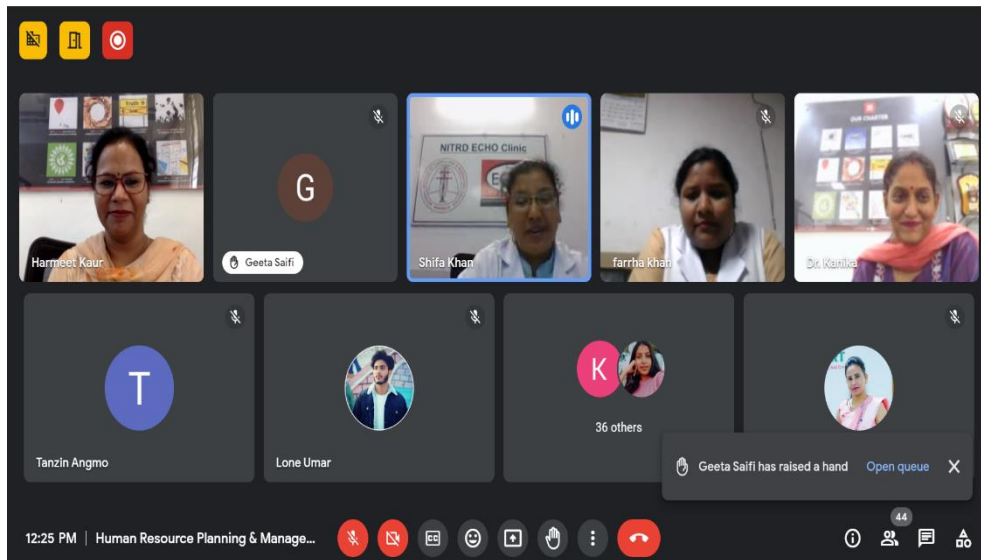 OUR CHARTER
NITRD ECHO Clinic
G
Harmeet Kaur
Geeta Saifi
Shifa Khan
farrha khan
Dr. Kanika
T
K
36 others
Tanzin Angmo
Lone Umar
Geeta Saifi has raised a hand Open queue
44
12:25 PM | Human Resource Planning & Manage...
CC